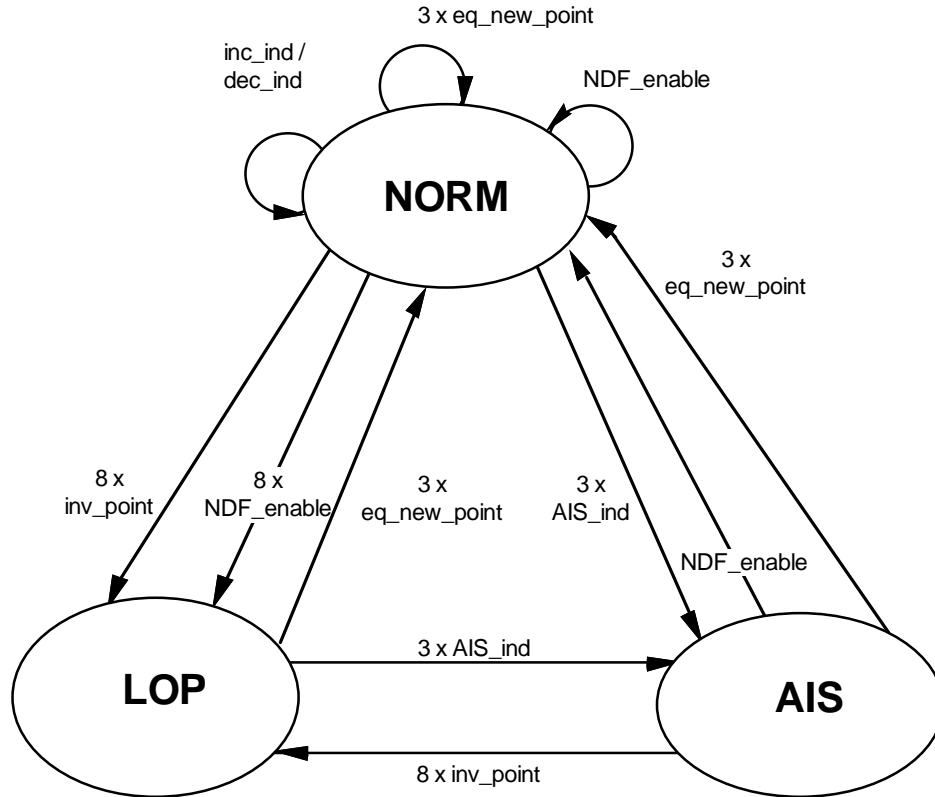 3 x eq_new_point
inc_ind /
dec_ind
NDF_enable
NORM
3 x
eq_new_point
8 x
inv_point
8 x
NDF_enable
3 x
eq_new_point
3 x
AIS_ind
NDF_enable
3 x AIS_ind
LOP
AIS
8 x inv_point